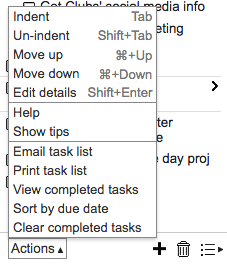 Get Clubs' social media info
Indent Tab
Un-indent Shift+Tab
eting
Move up ⌘+Up
Move down ⌘+Down
Edit details Shift+Enter
Help
Show tips
ter
e
Email task list
e day proj
Print task list
View completed tasks
Sort by due date
Clear completed tasks
Actions ▴